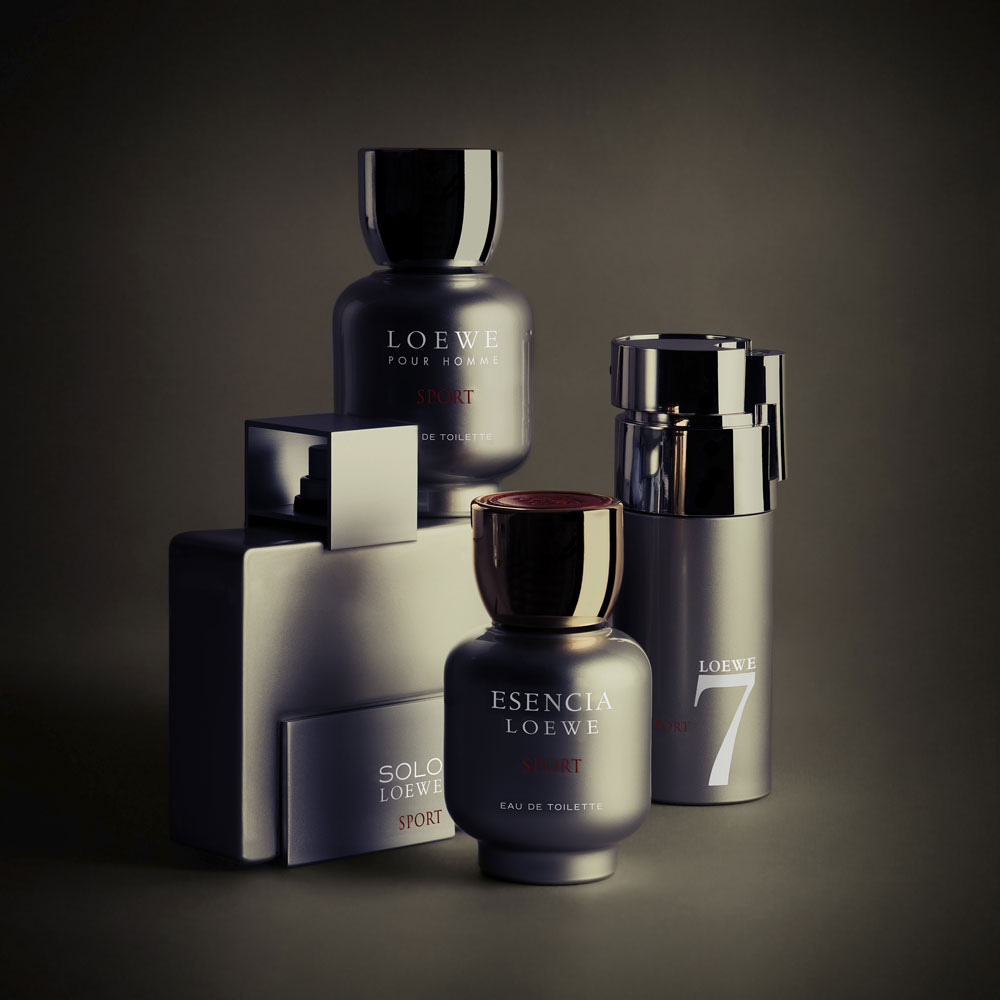 LOEWE
POUR HOMME
SPORT
DE TOILETTE
SOLO
LOEWE
SPORT
ESENCIA
LOEWE
SPORT
EAU DE TOILETTE
LOEWE
7